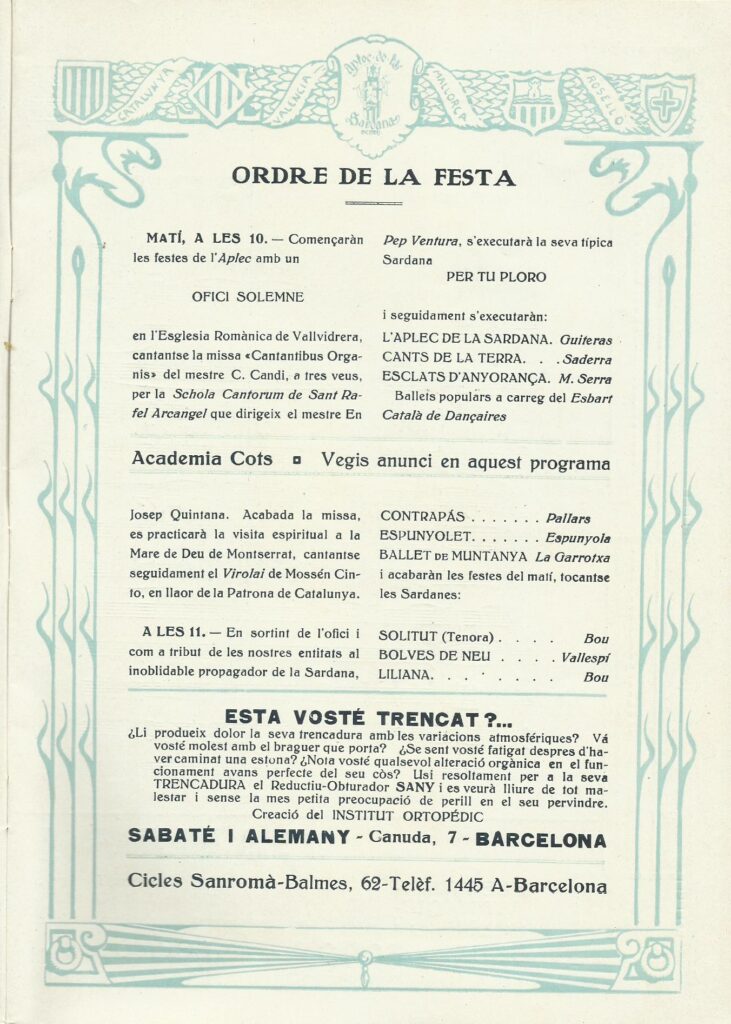 CATALUNYA
VALENCIA
Aplec de la
Sardana
MALLORCA
ROSELLÓ
ORDRE DE LA FESTA
MATÍ, A LES 10. — Començaràn
les festes de l'Aplec amb un
OFICI SOLEMNE
en l'Esglesia Romànica de Vallvidrera,
cantantse la missa «Cantantibus Orga-
nis» del mestre C. Candi, a tres veus,
per la Schola Cantorum de Sant Ra-
fel Arcangel que dirigeix el mestre En
Pep Ventura, s'executarà la seva típica
Sardana
PER TU PLORO
i seguidament s'executaràn:
L'APLEC DE LA SARDANA. Guiteras
CANTS DE LA TERRA. . . Saderra
ESCLATS D'ANYORANÇA. M. Serra
Ballets populars a carreg del Esbart
Català de Dançaires
Academia Cots ▫ Vegis anunci en aquest programa
Josep Quintana. Acabada la missa,
es practicarà la visita espiritual a la
Mare de Deu de Montserrat, cantantse
seguidament el Virolai de Mossén Cin-
to, en llaor de la Patrona de Catalunya.
A LES 11. — En sortint de l'ofici i
com a tribut de les nostres entitats al
inoblidable propagador de la Sardana,
CONTRAPÁS . . . . . . . Pallars
ESPUNYOLET. . . . . . . Espunyola
BALLET DE MUNTANYA La Garrotxa
i acabaràn les festes del matí, tocantse
les Sardanes:
SOLITUT (Tenora) . . . . Bou
BOLVES DE NEU . . . . Vallespí
LILIANA. . . . . . . . . Bou
ESTA VOSTÉ TRENCAT?...
¿Li produeix dolor la seva trencadura amb les variacions atmosfériques? Vá
vosté molest amb el braguer que porta? ¿Se sent vosté fatigat despres d'ha-
ver caminat una estona? ¿Nota vosté qualsevol alteració orgànica en el fun-
cionament avans perfecte del seu còs? Usi resoltament per a la seva
TRENCADURA el Reductiu-Obturador SANY i es veurà lliure de tot ma-
lestar i sense la mes petita preocupació de perill en el seu pervindre.
Creació del INSTITUT ORTOPÉDIC
SABATÉ I ALEMANY - Canuda, 7 - BARCELONA
Cicles Sanromà-Balmes, 62-Telèf. 1445 A-Barcelona